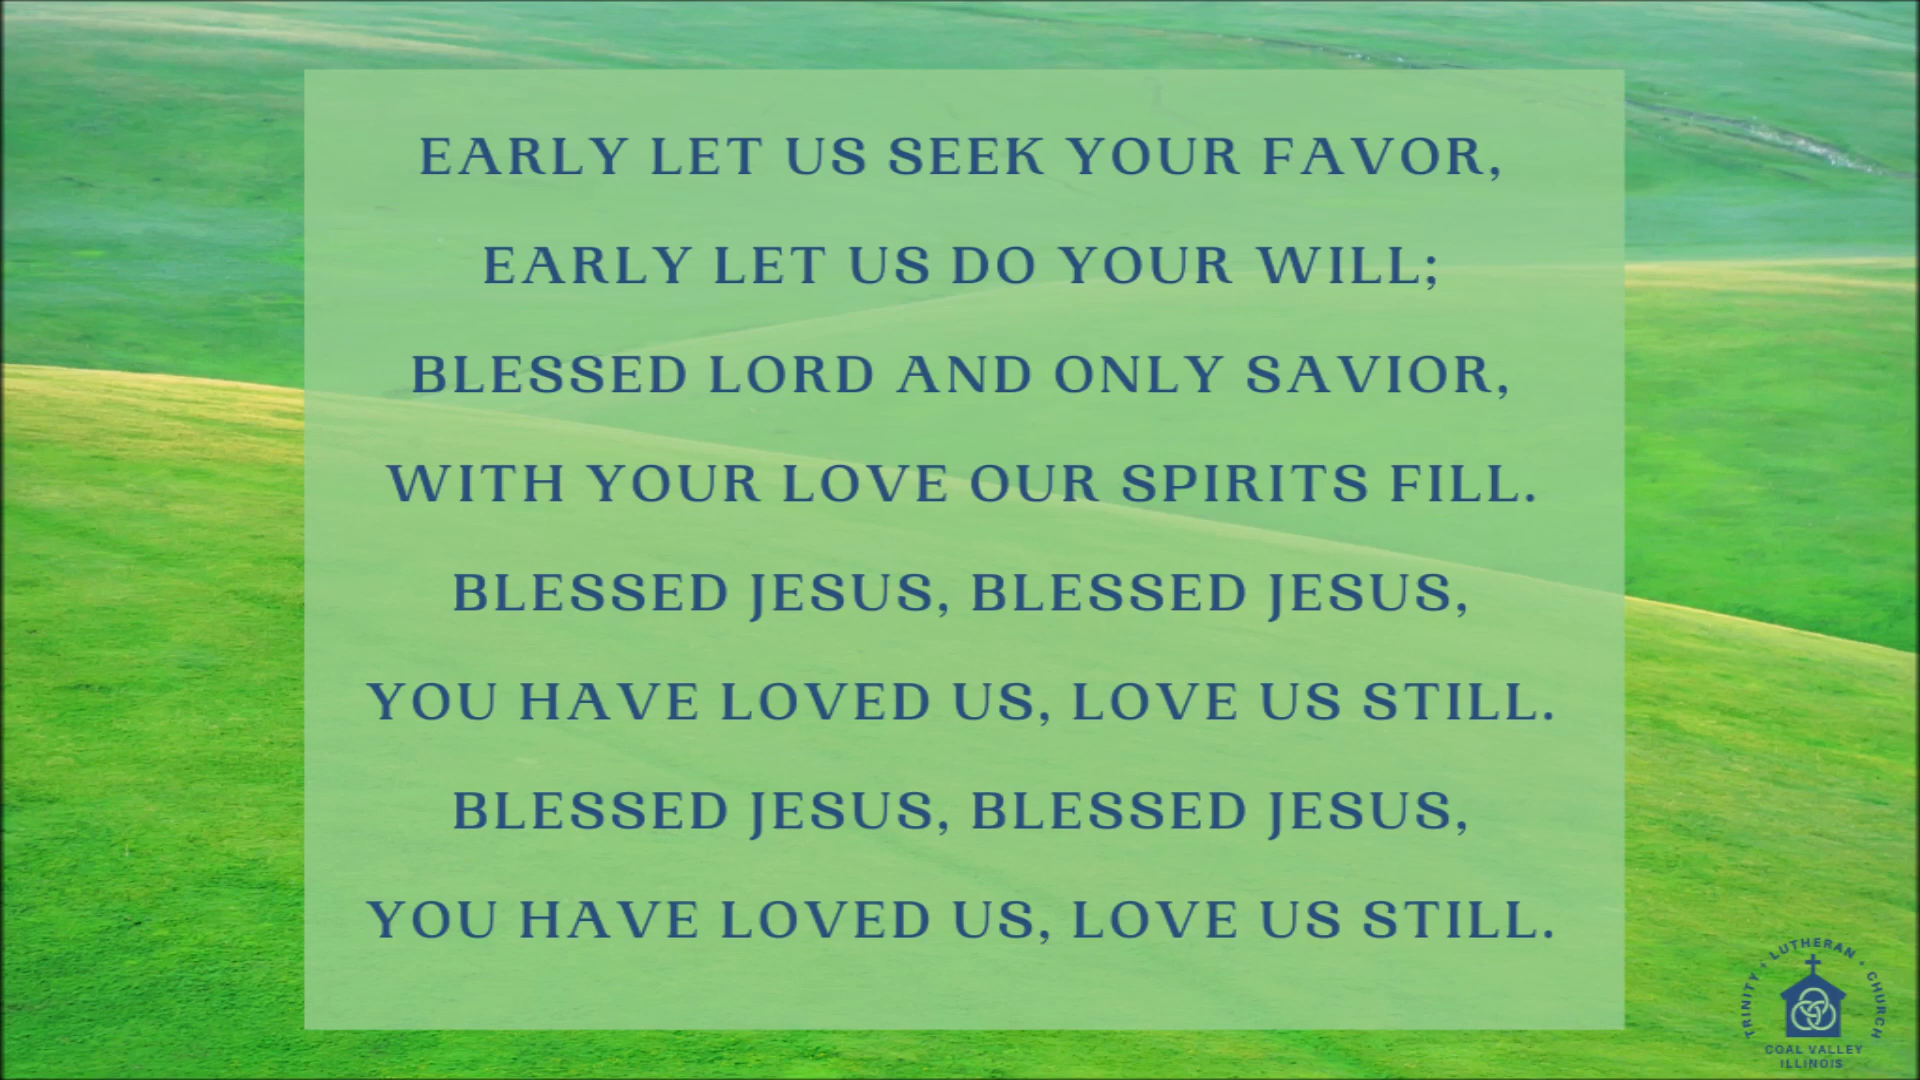 EARLY LET US SEEK YOUR FAVOR,
EARLY LET US DO YOUR WILL;
BLESSED LORD AND ONLY SAVIOR,
WITH YOUR LOVE OUR SPIRITS FILL.
BLESSED JESUS, BLESSED JESUS,
YOU HAVE LOVED US, LOVE US STILL.
BLESSED JESUS, BLESSED JESUS,
YOU HAVE LOVED US, LOVE US STILL.
TRINITY • LUTHERAN • CHURCH
COAL VALLEY
ILLINOIS